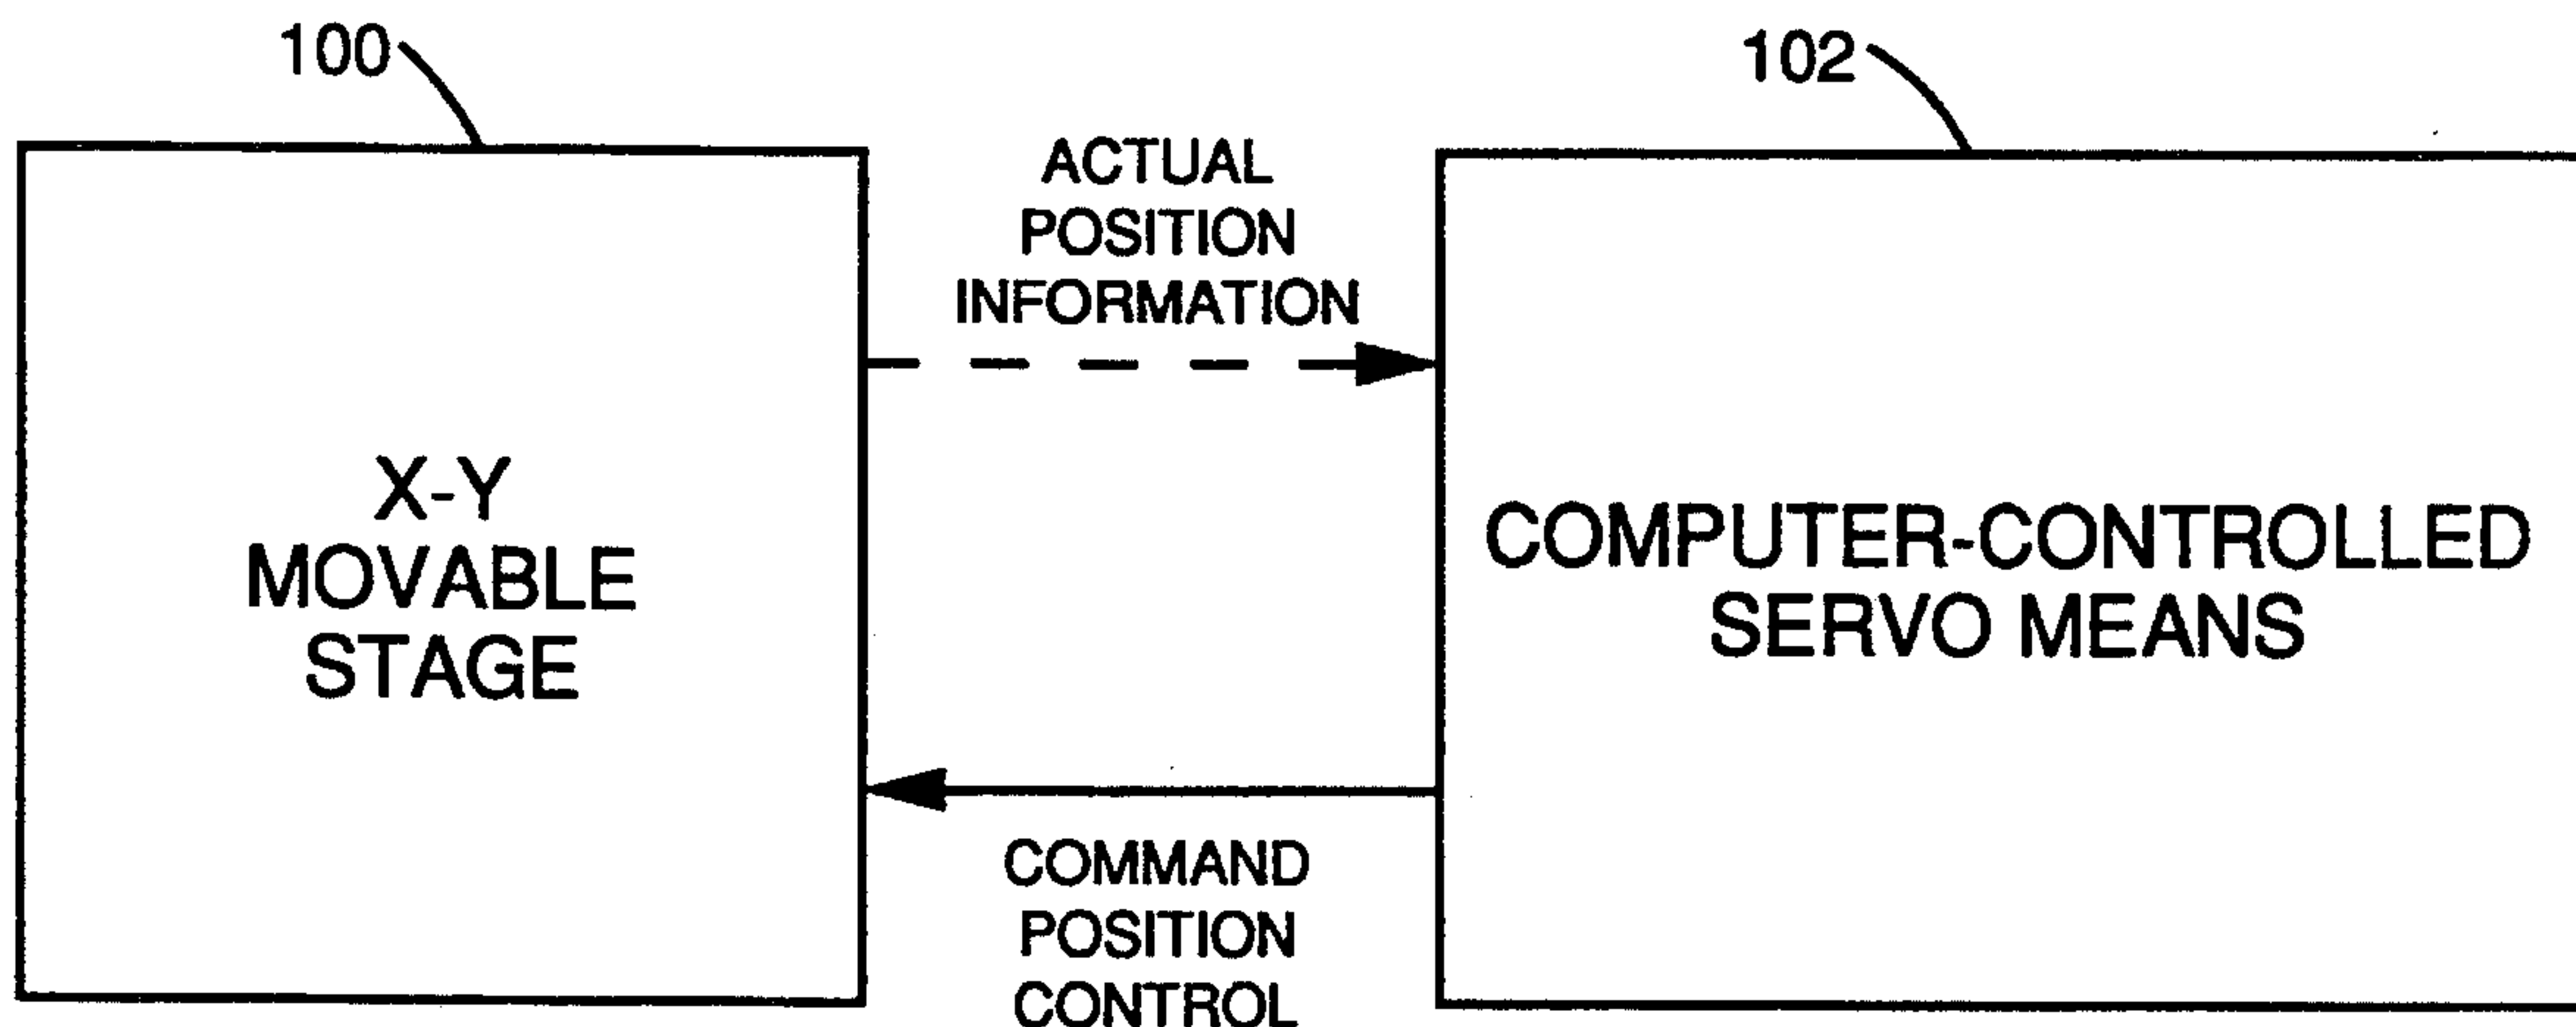 100
102
ACTUAL
POSITION
INFORMATION
X-Y
MOVABLE
STAGE
COMPUTER-CONTROLLED
SERVO MEANS
COMMAND
POSITION
CONTROL